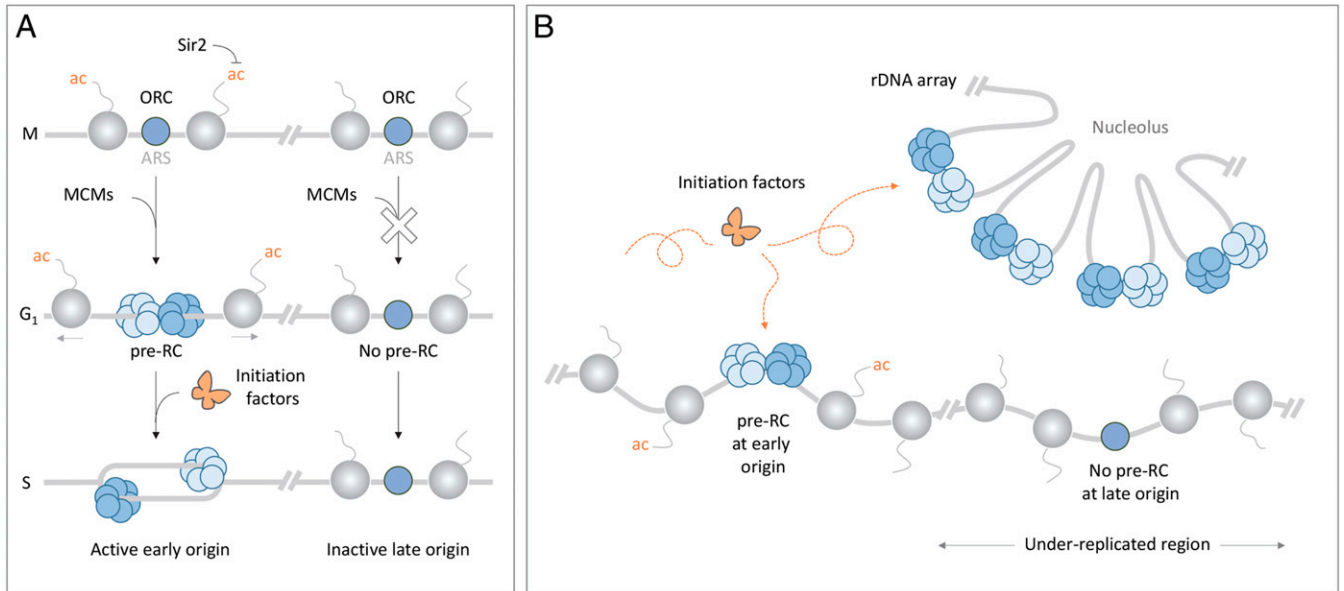 A
Sir2
ac
ac
ORC
ORC
M
ARS
ARS
MCMs
MCMs
ac
ac
G1
pre-RC
No pre-RC
Initiation
factors
S
Active early origin
Inactive late origin
B
rDNA array
Nucleolus
Initiation factors
ac
ac
pre-RC
at early
origin
No pre-RC
at late origin
Under-replicated region